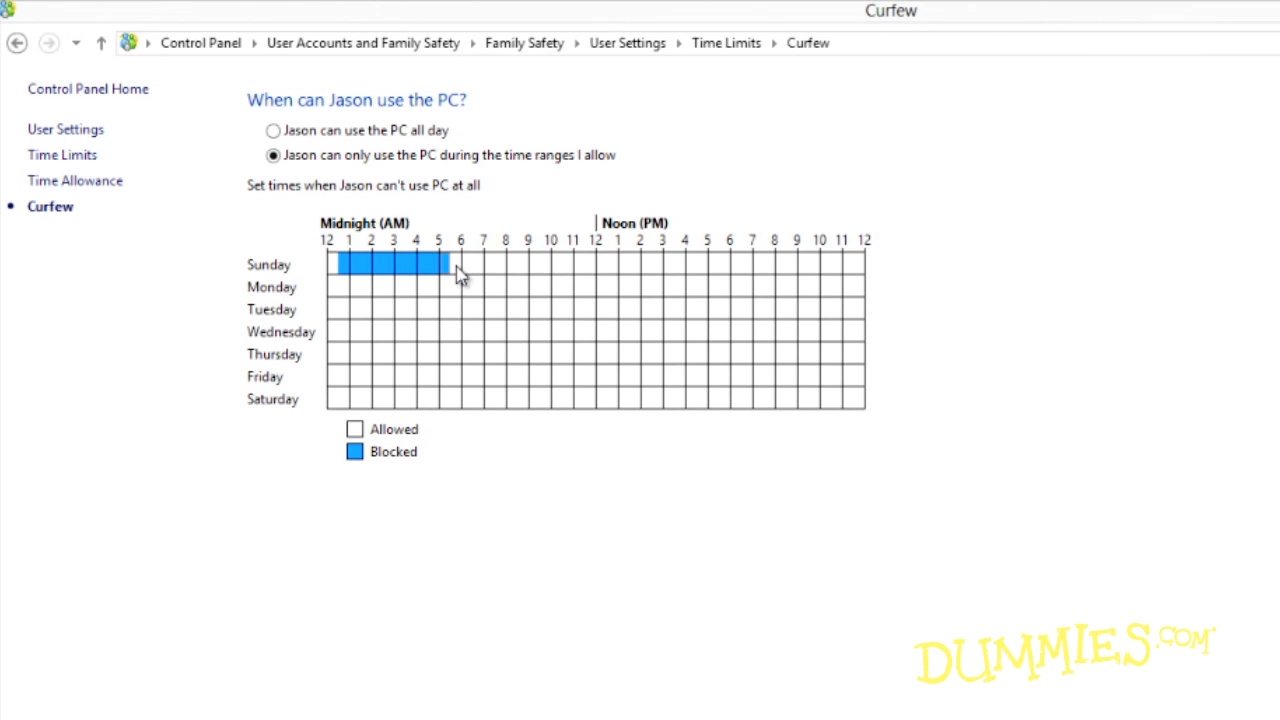 Curfew
Control Panel User Accounts and Family Safety Family Safety User Settings Time Limits Curfew
Control Panel Home
User Settings
Time Limits
Time Allowance
Curfew
When can Jason use the PC?
Jason can use the PC all day
Jason can only use the PC during the time ranges I allow
Set times when Jason can't use PC at all
Midnight (AM) Noon (PM)
12 1 2 3 4 5 6 7 8 9 10 11 12 1 2 3 4 5 6 7 8 9 10 11 12
Sunday
Monday
Tuesday
Wednesday
Thursday
Friday
Saturday
Allowed
Blocked
DUMMIES.COM